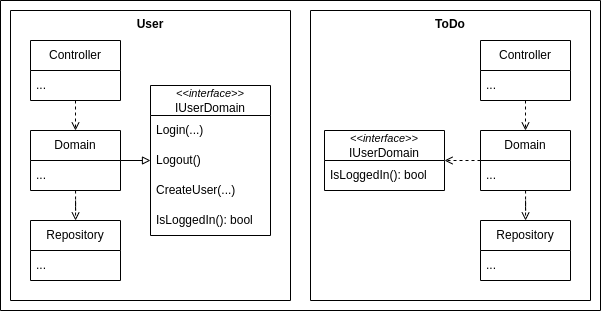 User
Controller
...
Domain
...
Repository
...
<<interface>>
IUserDomain
Login(...)
Logout()
CreateUser(...)
IsLoggedIn(): bool
ToDo
<<interface>>
IUserDomain
IsLoggedIn(): bool
Controller
...
Domain
...
Repository
...